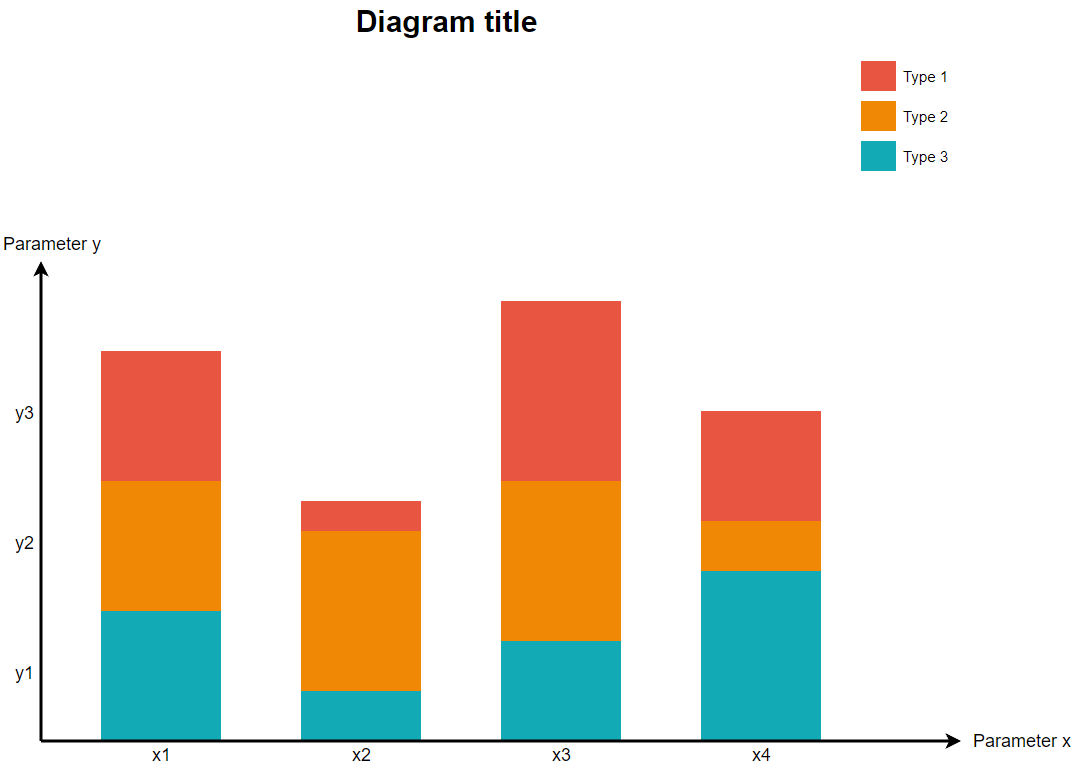 Diagram title
Type 1
Type 2
Type 3
Parameter y
y3
y2
y1
x1 x2 x3 x4
Parameter x